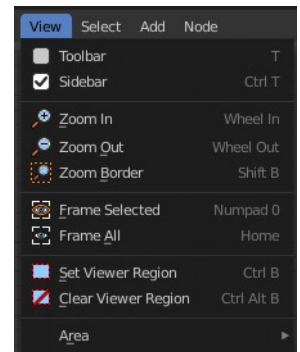 View Select Add Node
Toolbar T
Sidebar Ctrl T
Zoom In Wheel In
Zoom Out Wheel Out
Zoom Border Shift B
Frame Selected Numpad 0
Frame All Home
Set Viewer Region Ctrl B
Clear Viewer Region Ctrl Alt B
Area